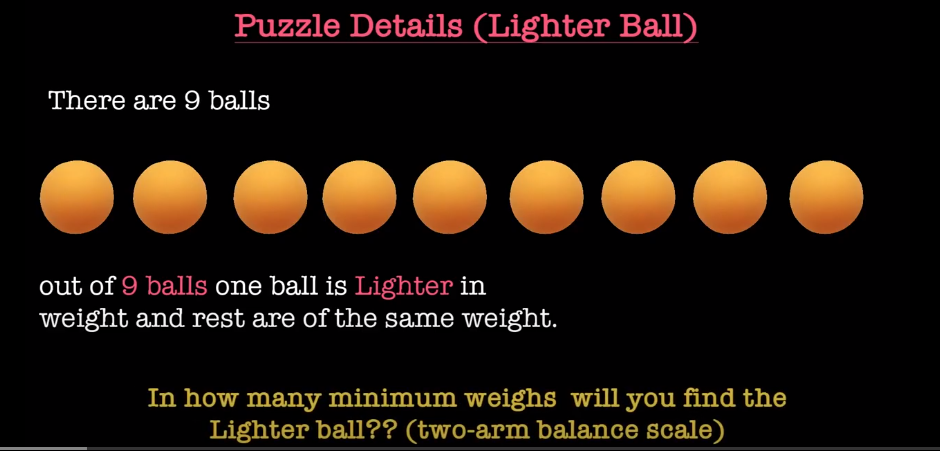 Puzzle Details (Lighter Ball)
There are 9 balls
out of 9 balls one ball is Lighter in
weight and rest are of the same weight.
In how many minimum weighs will you find the
Lighter ball?? (two-arm balance scale)